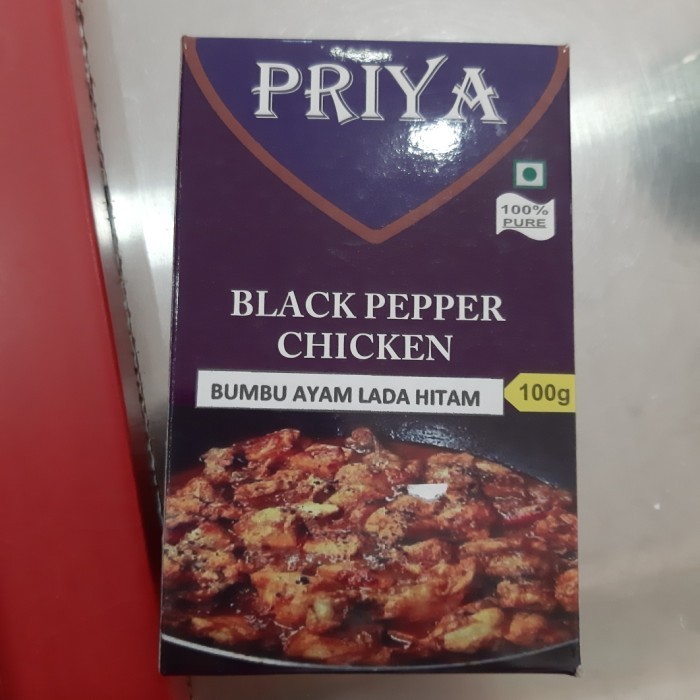 PRIYA
100%
PURE
BLACK PEPPER
CHICKEN
BUMBU AYAM LADA HITAM
100g